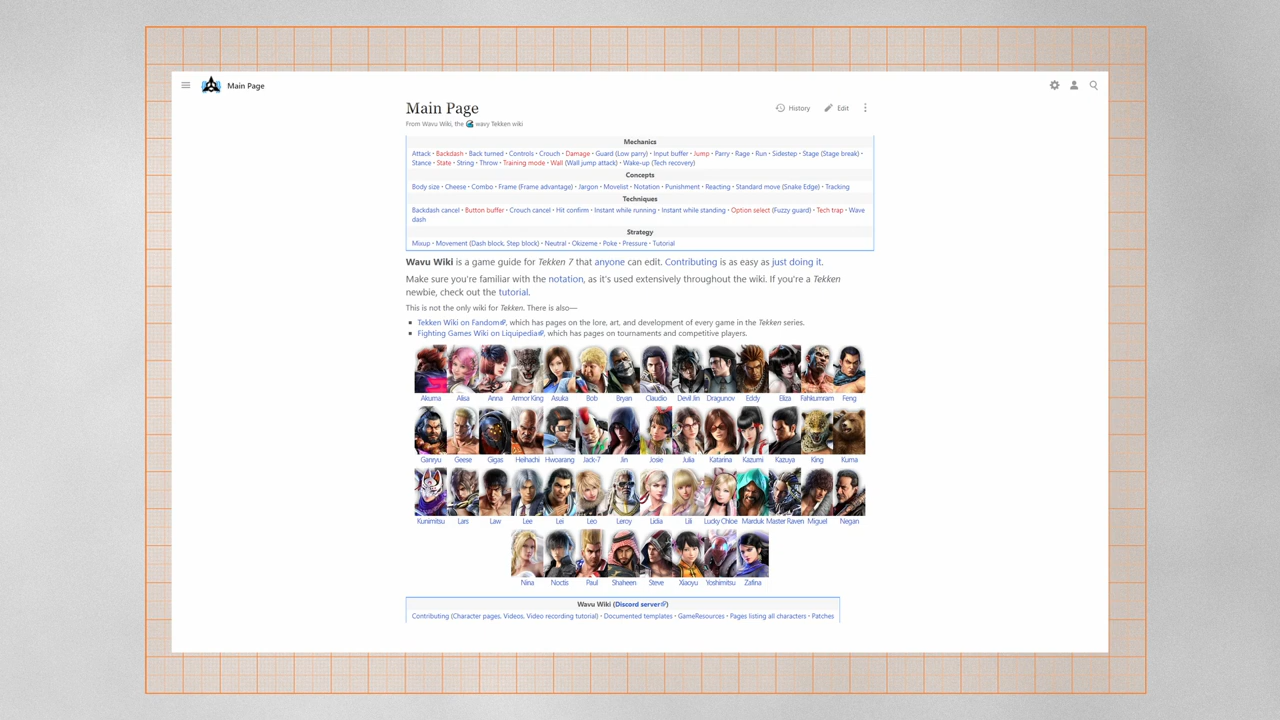 Main Page
Main Page
History
Edit
From Wavu Wiki, the wavy Tekken wiki
Mechanics
Attack • Backdash • Back turned • Controls • Crouch • Damage • Guard (Low parry) • Input buffer • Jump • Parry • Rage • Run • Sidestep • Stage (Stage break) •
Stance • State • String • Throw • Training mode • Wall (Wall jump attack) • Wake-up (Tech recovery)
Concepts
Body size • Cheese • Combo • Frame (Frame advantage) • Jargon • Movelist • Notation • Punishment • Reacting • Standard move (Snake Edge) • Tracking
Techniques
Backdash cancel • Button buffer • Crouch cancel • Hit confirm • Instant while running • Instant while standing • Option select (Fuzzy guard) • Tech trap • Wave
dash
Strategy
Mixup • Movement (Dash block, Step block) • Neutral • Okizeme • Poke • Pressure • Tutorial
Wavu Wiki is a game guide for Tekken 7 that anyone can edit. Contributing is as easy as just doing it.
Make sure you're familiar with the notation, as it's used extensively throughout the wiki. If you're a Tekken
newbie, check out the tutorial.
This is not the only wiki for Tekken. There is also—
Tekken Wiki on Fandom, which has pages on the lore, art, and development of every game in the Tekken series.
Fighting Games Wiki on Liquipedia, which has pages on tournaments and competitive players.
Akuma Alisa Anna Armor King Asuka Bob Bryan Claudio Devil Jin Dragunov Eddy Eliza Fahkumram Feng
Ganryu Geese Gigas Heihachi Hwoarang Jack-7 Jin Josie Julia Katarina Kazumi Kazuya King Kuma
Kunimitsu Lars Law Lee Lei Leo Leroy Lidia Lili Lucky Chloe Marduk Master Raven Miguel Negan
Nina Noctis Paul Shaheen Steve Xiaoyu Yoshimitsu Zafina
Wavu Wiki (Discord server)
Contributing (Character pages, Videos, Video recording tutorial) • Documented templates • GameResources • Pages listing all characters • Patches